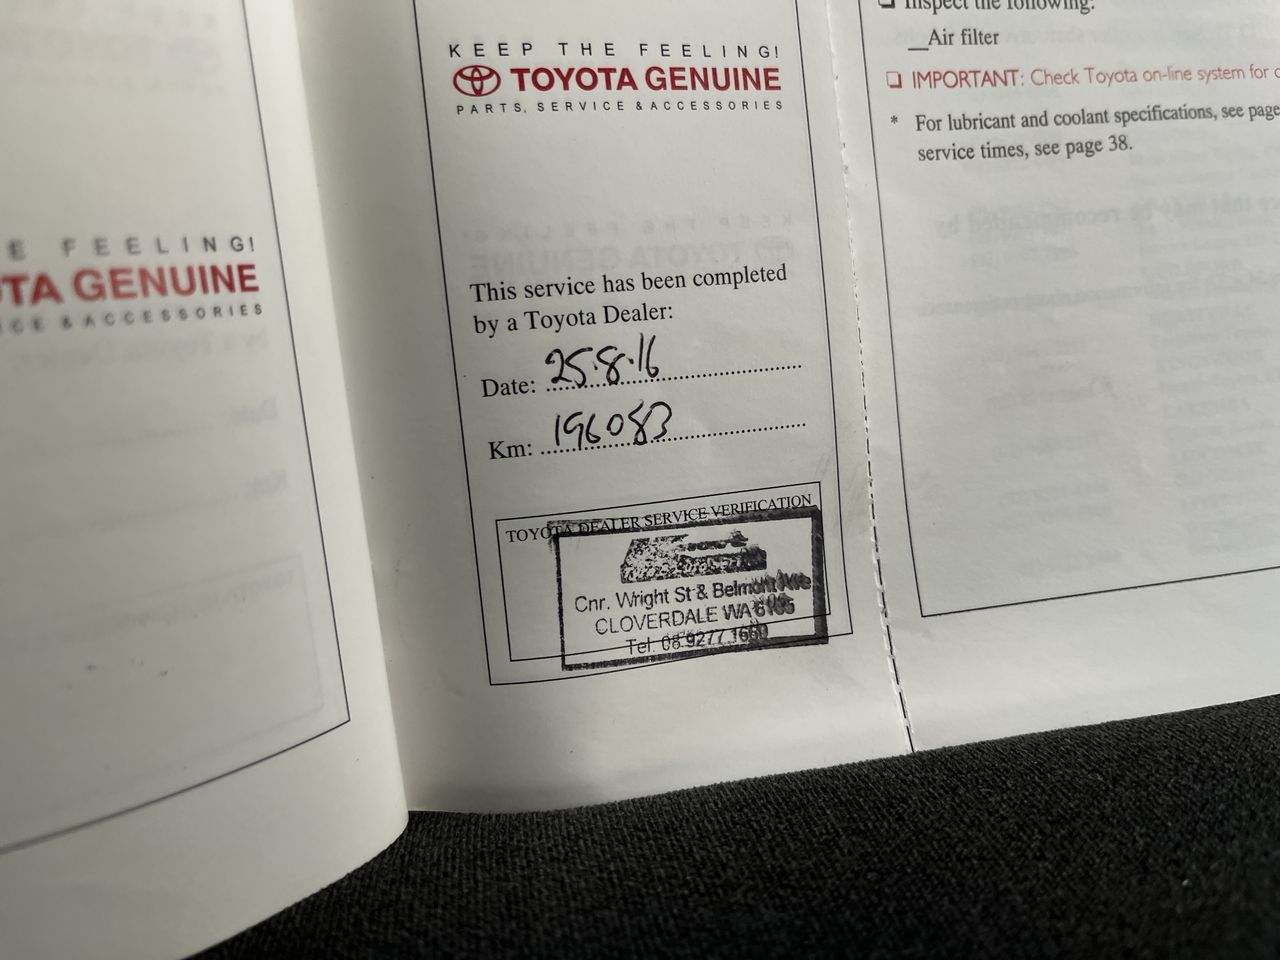 E FEELING!
TA GENUINE
ICE & ACCESSORIES
KEEP THE FEELING!
TOYOTA GENUINE
PARTS, SERVICE & ACCESSORIES
This service has been completed
by a Toyota Dealer:
Date: 25.8.16
Km: 196083
TOYOTA DEALER SERVICE VERIFICATION
Cnr. Wright St & Belmont Ave
CLOVERDALE WA 6105
Tel. 08 9277
Inspect the following:
Air filter
IMPORTANT: Check Toyota on-line system for
* For lubricant and coolant specifications, see page
service times, see page 38.